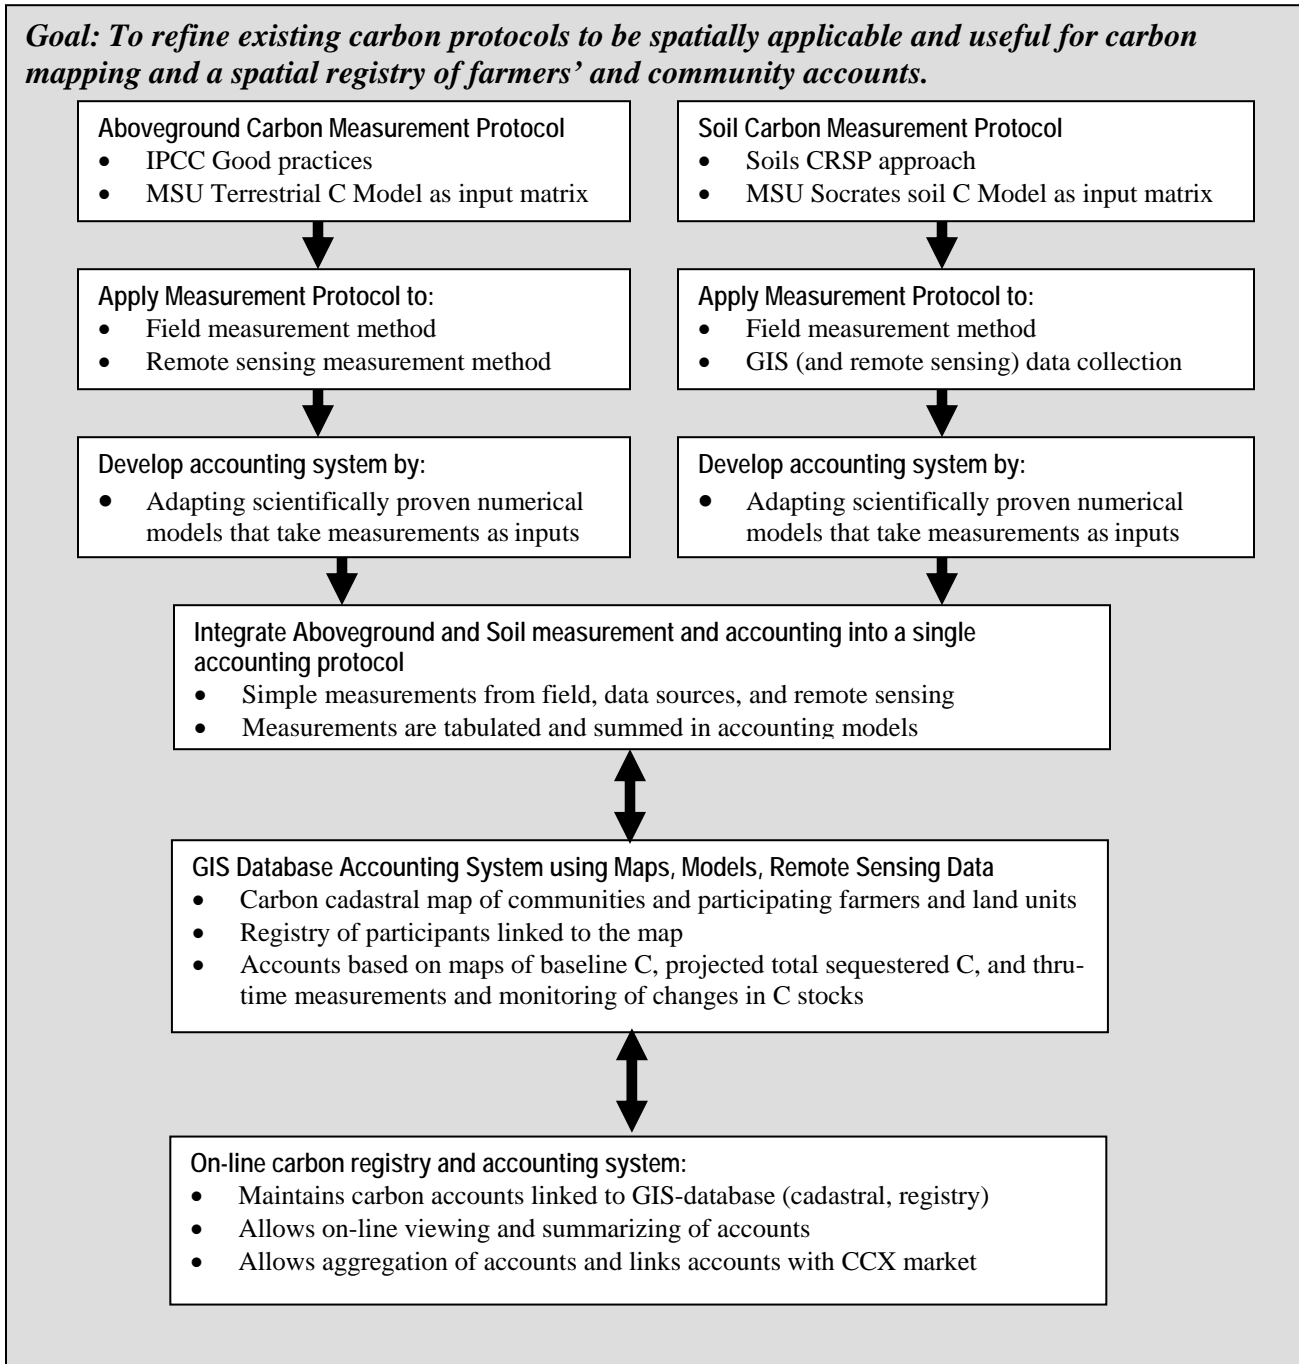 Goal: To refine existing carbon protocols to be spatially applicable and useful for carbon
mapping and a spatial registry of farmers’ and community accounts.
Aboveground Carbon Measurement Protocol
• IPCC Good practices
• MSU Terrestrial C Model as input matrix
Soil Carbon Measurement Protocol
• Soils CRSP approach
• MSU Socrates soil C Model as input matrix
Apply Measurement Protocol to:
• Field measurement method
• Remote sensing measurement method
Apply Measurement Protocol to:
• Field measurement method
• GIS (and remote sensing) data collection
Develop accounting system by:
• Adapting scientifically proven numerical
models that take measurements as inputs
Develop accounting system by:
• Adapting scientifically proven numerical
models that take measurements as inputs
Integrate Aboveground and Soil measurement and accounting into a single
accounting protocol
• Simple measurements from field, data sources, and remote sensing
• Measurements are tabulated and summed in accounting models
GIS Database Accounting System using Maps, Models, Remote Sensing Data
• Carbon cadastral map of communities and participating farmers and land units
• Registry of participants linked to the map
• Accounts based on maps of baseline C, projected total sequestered C, and thru-
time measurements and monitoring of changes in C stocks
On-line carbon registry and accounting system:
• Maintains carbon accounts linked to GIS-database (cadastral, registry)
• Allows on-line viewing and summarizing of accounts
• Allows aggregation of accounts and links accounts with CCX market